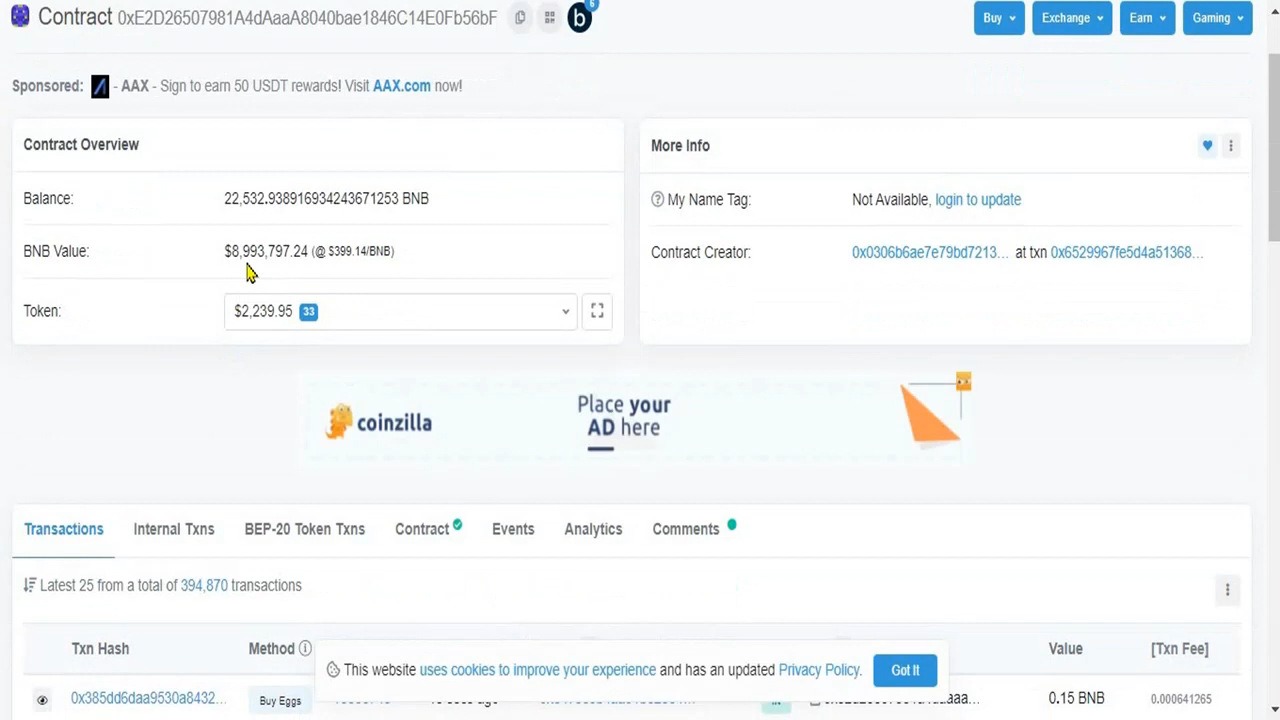 Contract 0xE2D26507981A4dAaaA8040bae1846C14E0Fb56bF
b 6
Buy Exchange Earn Gaming
Sponsored: - AAX - Sign to earn 50 USDT rewards! Visit AAX.com now!
Contract Overview
Balance: 22,532.938916934243671253 BNB
BNB Value: $8,993,797.24 (@ $399.14/BNB)
Token: $2,239.95 33
More Info
My Name Tag: Not Available, login to update
Contract Creator: 0x0306b6ae7e79bd7213... at txn 0x6529967fe5d4a51368...
coinzilla
Place your
AD here
Transactions Internal Txns BEP-20 Token Txns Contract Events Analytics Comments
Latest 25 from a total of 394,870 transactions
Txn Hash Method Value [Txn Fee]
This website uses cookies to improve your experience and has an updated Privacy Policy. Got It
0x385dd6daa9530a8432... Buy Eggs 0.15 BNB 0.000641265